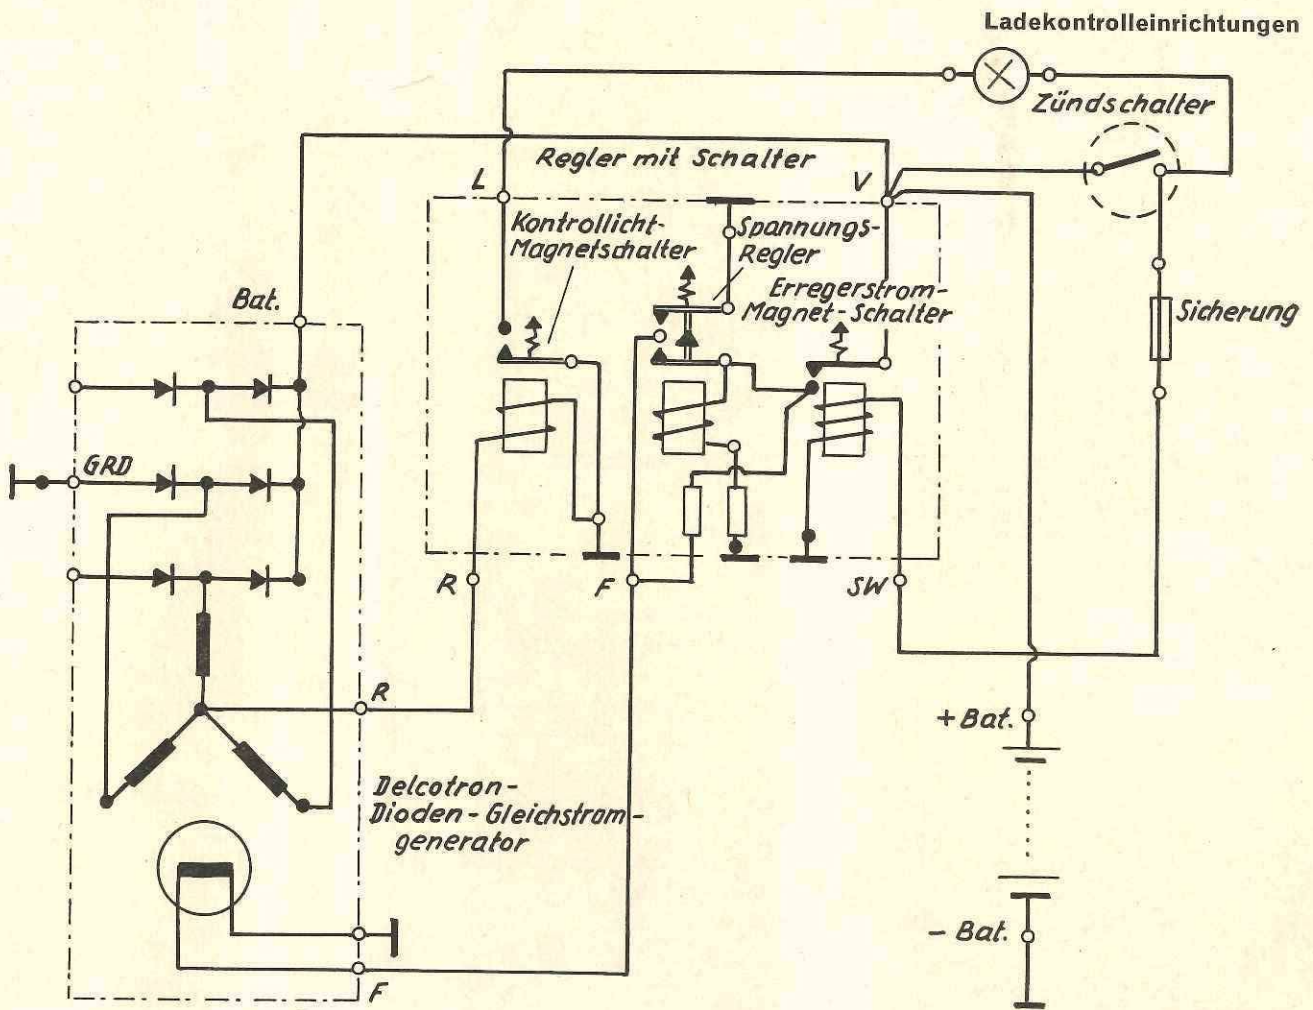 Ladekontrolleinrichtungen
Zündschalter
Regler mit Schalter
L
V
Kontrollicht-
Magnetschalter
Spannungs-
Regler
Erregerstrom-
Magnet-Schalter
Bat.
Sicherung
GRD
R
F
SW
R
+ Bat.
Delcotron-
Dioden-Gleichstrom-
generator
- Bat.
F